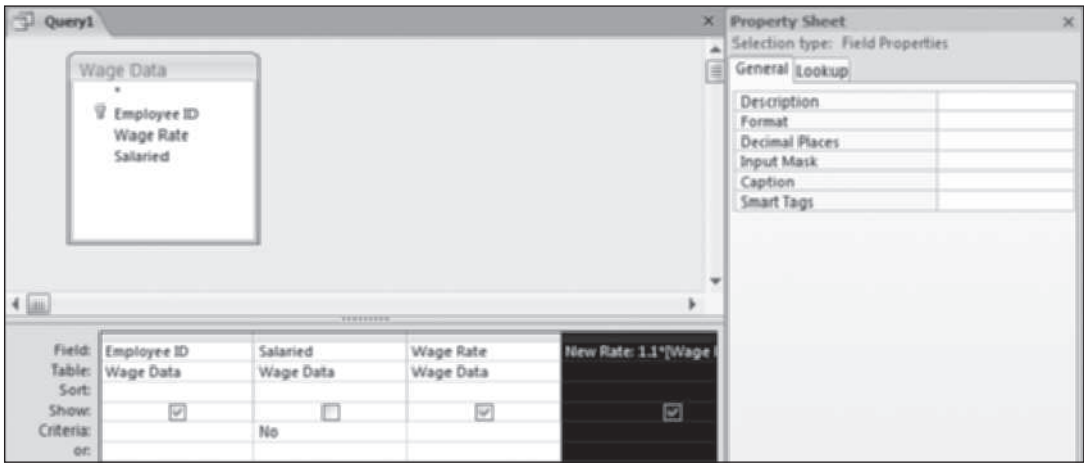 Query1
Wage Data
*
Employee ID
Wage Rate
Salaried
Field: Employee ID Salaried Wage Rate New Rate: 1.1*[Wage
Table: Wage Data Wage Data Wage Data
Sort:
Show:
Criteria: No
or:
Property Sheet
Selection type: Field Properties
General Lookup
Description
Format
Decimal Places
Input Mask
Caption
Smart Tags